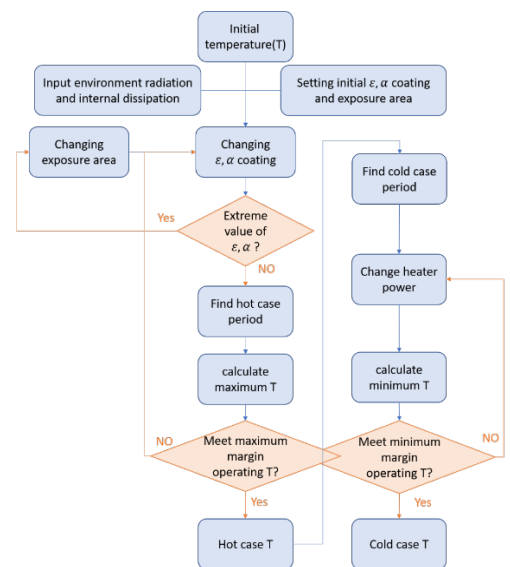 Initial
temperature(T)
Input environment radiation
and internal dissipation
Setting initial ε, α coating
and exposure area
Changing
exposure area
Changing
ε, α coating
Find cold case
period
Yes
Extreme
value of
ε, α ?
NO
Change heater
power
Find hot case
period
calculate
maximum T
calculate
minimum T
NO
Meet maximum
margin
operating T?
Meet minimum
margin
operating T?
NO
Yes
Yes
Hot case T
Cold case T